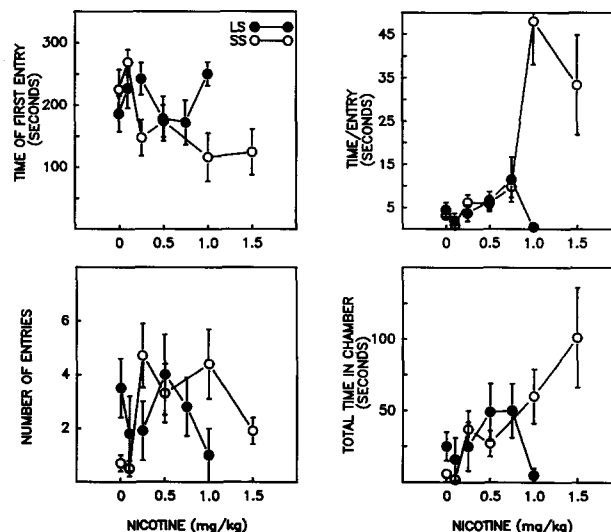 LS
SS
TIME OF FIRST ENTRY
(SECONDS)
300
200
100
0
0.5
1.0
1.5
TIME/ENTRY
(SECONDS)
45
35
25
15
5
0
0.5
1.0
1.5
NUMBER OF ENTRIES
6
4
2
0
0.5
1.0
1.5
NICOTINE (mg/kg)
TOTAL TIME IN CHAMBER
(SECONDS)
100
50
0
0.5
1.0
1.5
NICOTINE (mg/kg)